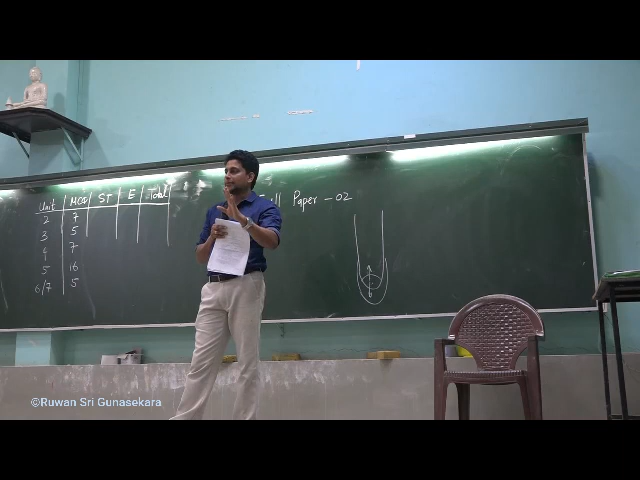 Unit MCQ ST E Total
2 7
3 5
4 7
5 16
6/7 5
Full Paper - 02
©Ruwan Sri Gunasekara